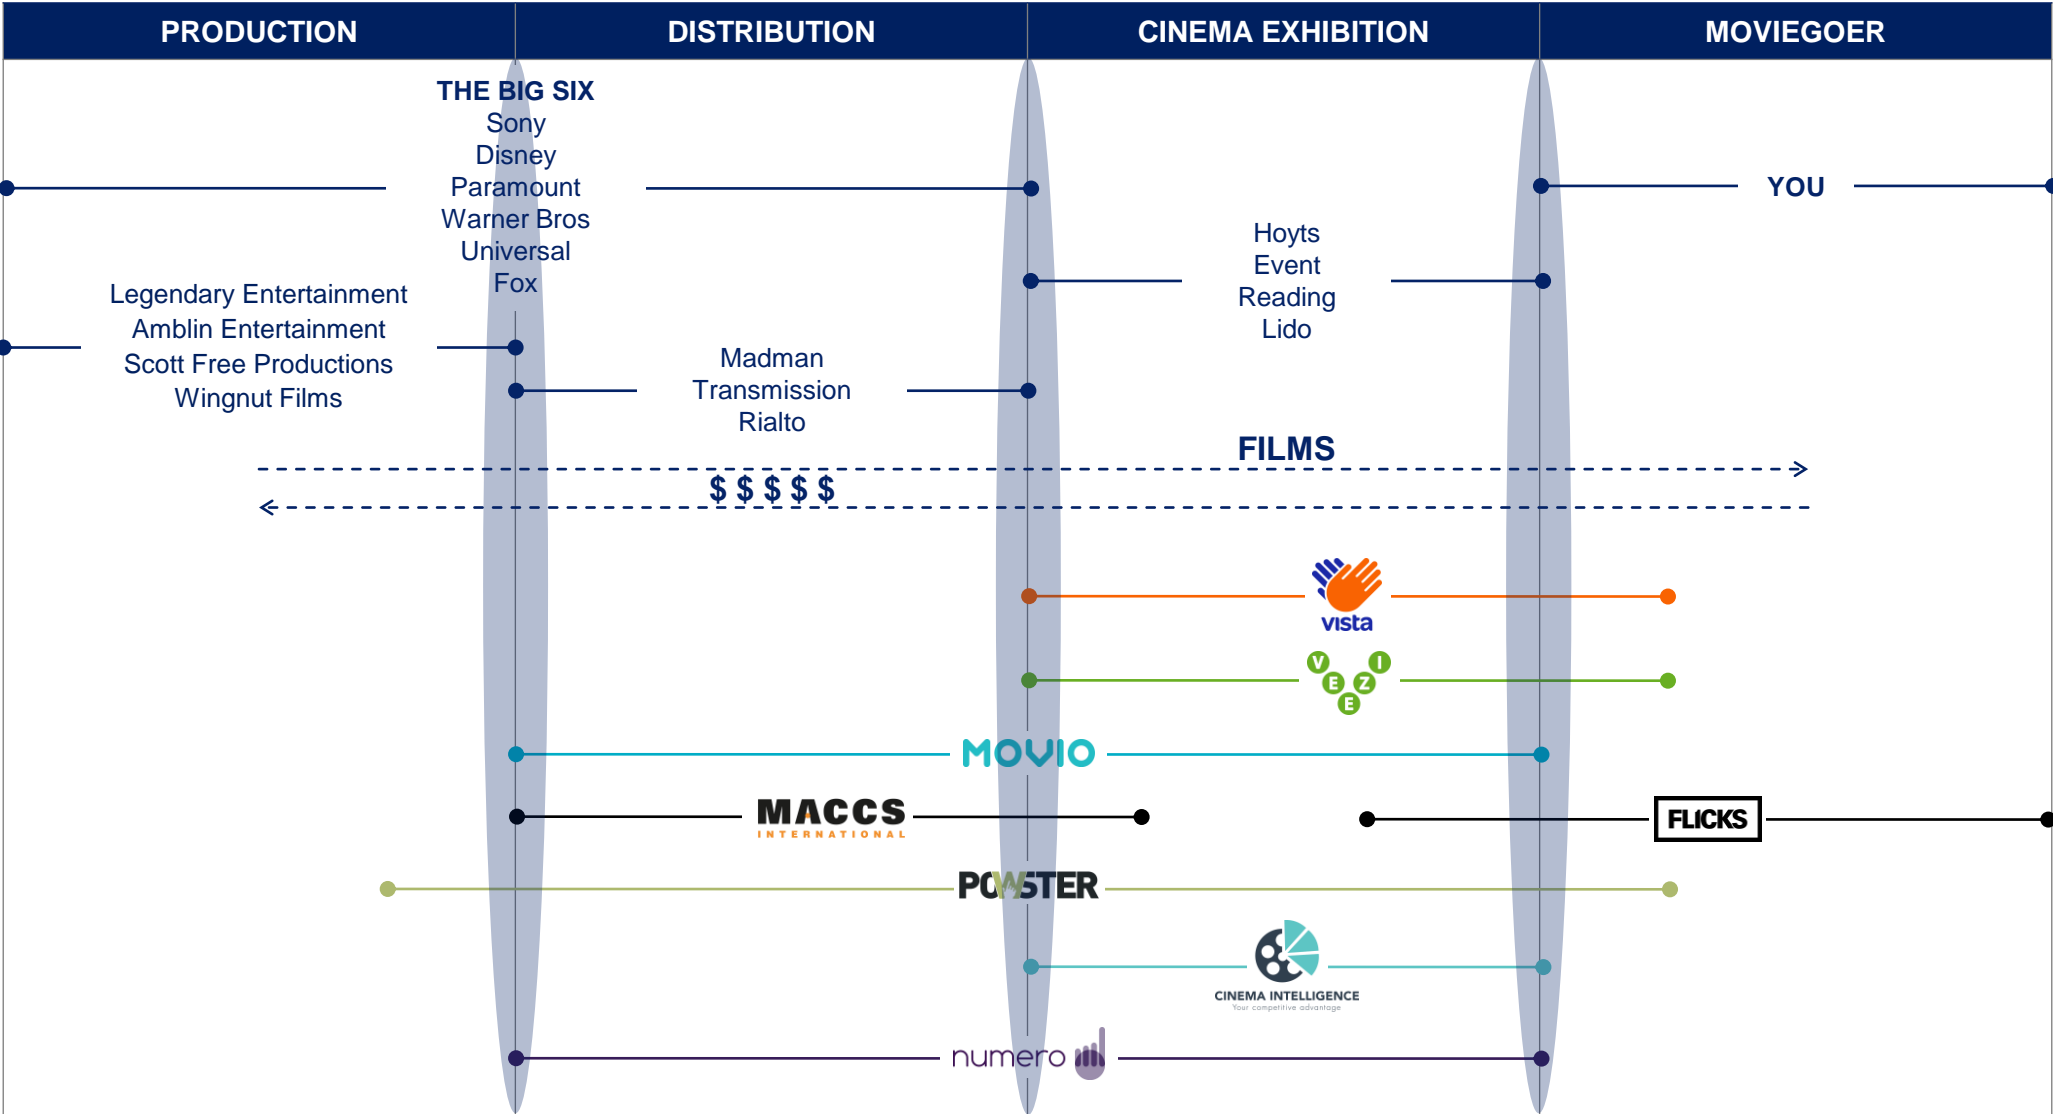 PRODUCTION
DISTRIBUTION
CINEMA EXHIBITION
MOVIEGOER
THE BIG SIX
Sony
Disney
Paramount
Warner Bros
Universal
Fox
YOU
Hoyts
Event
Reading
Lido
Legendary Entertainment
Amblin Entertainment
Scott Free Productions
Wingnut Films
Madman
Transmission
Rialto
FILMS
$ $ $ $ $
vista
VEEZI
MOVIO
MACCS
INTERNATIONAL
FLICKS
POWSTER
CINEMA INTELLIGENCE
Your competitive advantage
numero